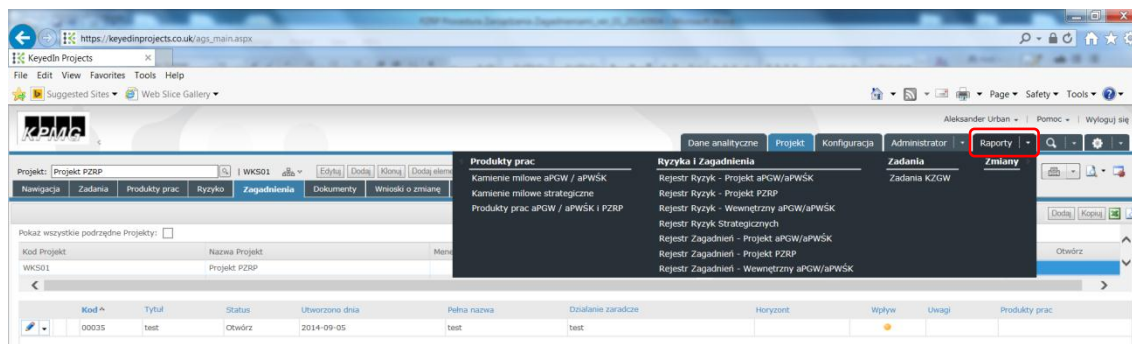 https://keyedinprojects.co.uk/ags_main.aspx
KeyedIn Projects
File Edit View Favorites Tools Help
Suggested Sites Web Slice Gallery Page Safety Tools
Aleksander Urban | Pomoc | Wyloguj się
KPMG
Dane analityczne Projekt Konfiguracja Administrator Raporty
Projekt: Projekt PZRP WKS01 Edytuj Dodaj Klonuj Dodaj eleme
Nawigacja Zadania Produkty prac Ryzyko Zagadnienia Dokumenty Wnioski o zmianę
Produkty prac
Kamienie milowe aPGW / aPWŚK
Kamienie milowe strategiczne
Produkty prac aPGW / aPWŚK i PZRP
Ryzyka i Zagadnienia
Rejestr Ryzyk - Projekt aPGW/aPWŚK
Rejestr Ryzyk - Projekt PZRP
Rejestr Ryzyk - Wewnętrzny aPGW/aPWŚK
Rejestr Ryzyk Strategicznych
Rejestr Zagadnień - Projekt aPGW/aPWŚK
Rejestr Zagadnień - Projekt PZRP
Rejestr Zagadnień - Wewnętrzny aPGW/aPWŚK
Zadania
Zadania KZGW
Zmiany
Dodaj Kopiuj
Pokaż wszystkie podrzędne Projekty:
Kod Projekt Nazwa Projekt Mene Otwórz
WKS01 Projekt PZRP
Kod Tytuł Status Utworzono dnia Pełna nazwa Działanie zaradcze Horyzont Wpływ Uwagi Produkty prac
00035 test Otwórz 2014-09-05 test test